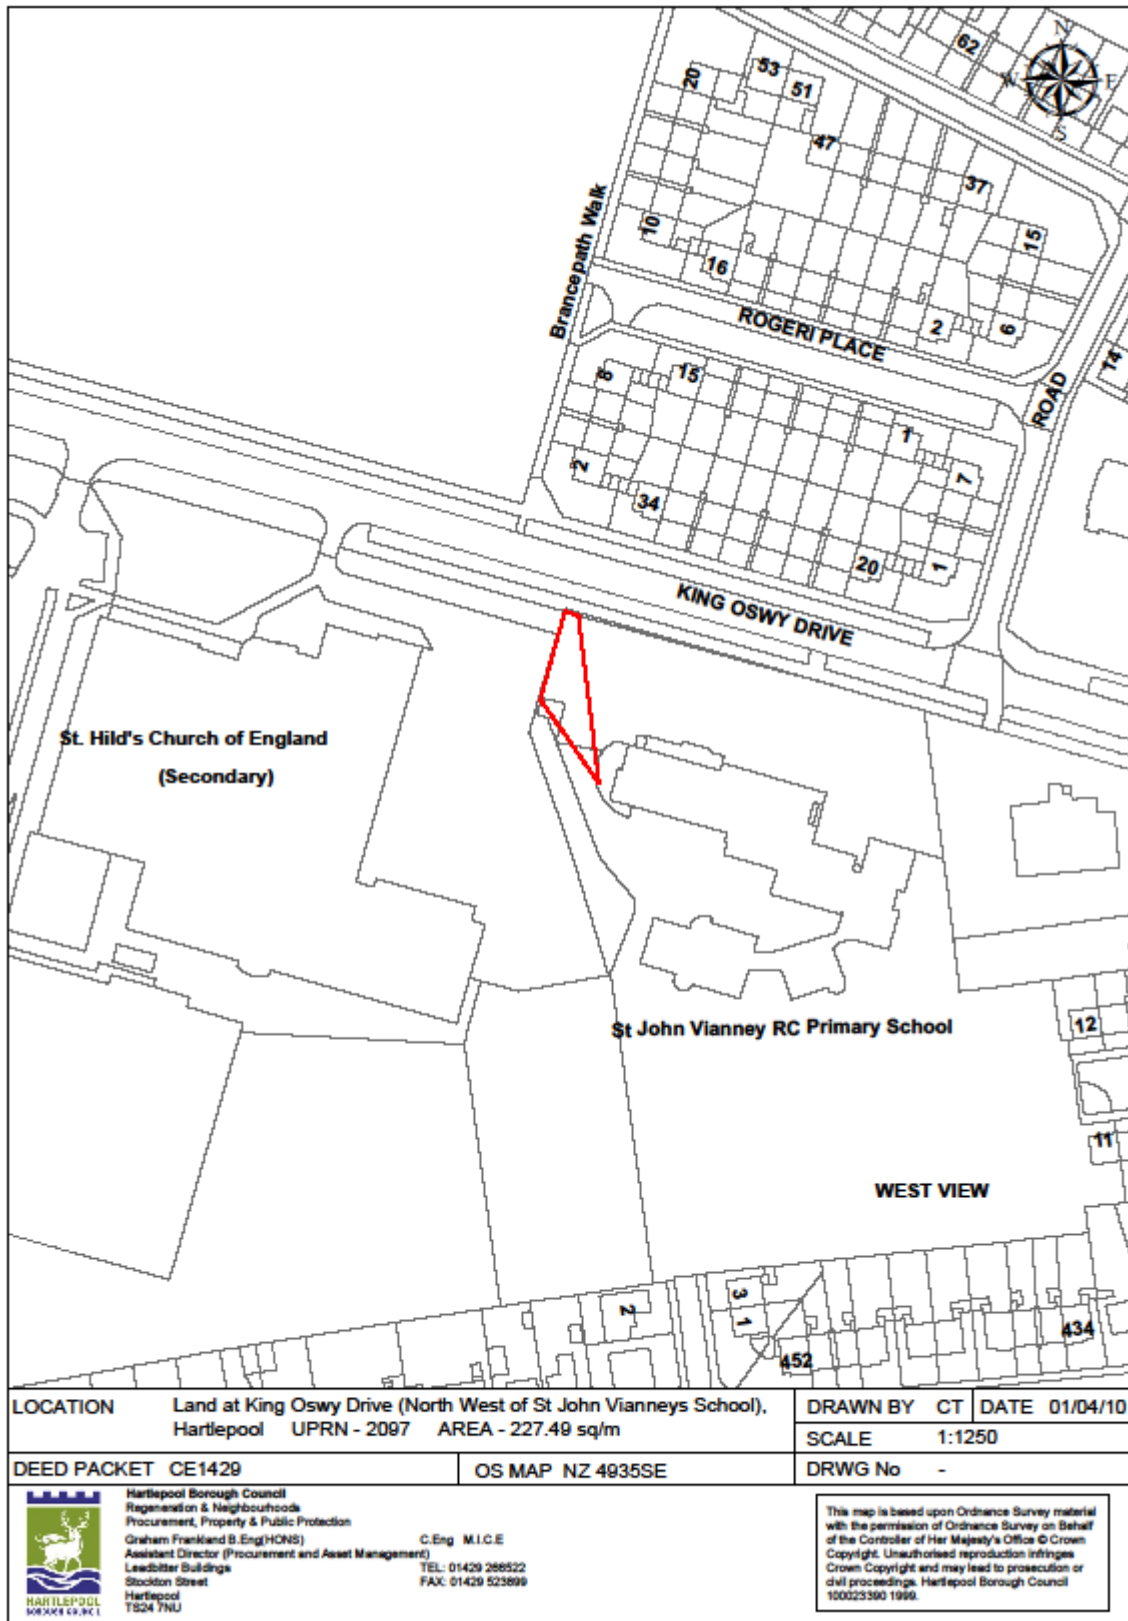 N
W
E
S
62
53
51
20
47
37
15
10
16
Brancepath Walk
ROGERI PLACE
2
6
14
ROAD
8
15
1
7
2
34
20
1
KING OSWY DRIVE
St. Hild's Church of England
(Secondary)
St John Vianney RC Primary School
12
11
WEST VIEW
2
3
1
452
434
LOCATION Land at King Oswy Drive (North West of St John Vianneys School),
Hartlepool UPRN - 2097 AREA - 227.49 sq/m
DRAWN BY CT DATE 01/04/10
SCALE 1:1250
DEED PACKET CE1429 OS MAP NZ 4935SE DRWG No -
Hartlepool Borough Council
Regeneration & Neighbourhoods
Procurement, Property & Public Protection
Graham Frankland B.Eng(HONS) C.Eng M.I.C.E
Assistant Director (Procurement and Asset Management)
Leadbitter Buildings TEL: 01429 266522
Stockton Street FAX: 01429 523899
Hartlepool
TS24 7NU
HARTLEPOOL
BOROUGH COUNCIL
This map is based upon Ordnance Survey material
with the permission of Ordnance Survey on Behalf
of the Controller of Her Majesty's Office © Crown
Copyright. Unauthorised reproduction infringes
Crown Copyright and may lead to prosecution or
civil proceedings. Hartlepool Borough Council
100023390 1999.